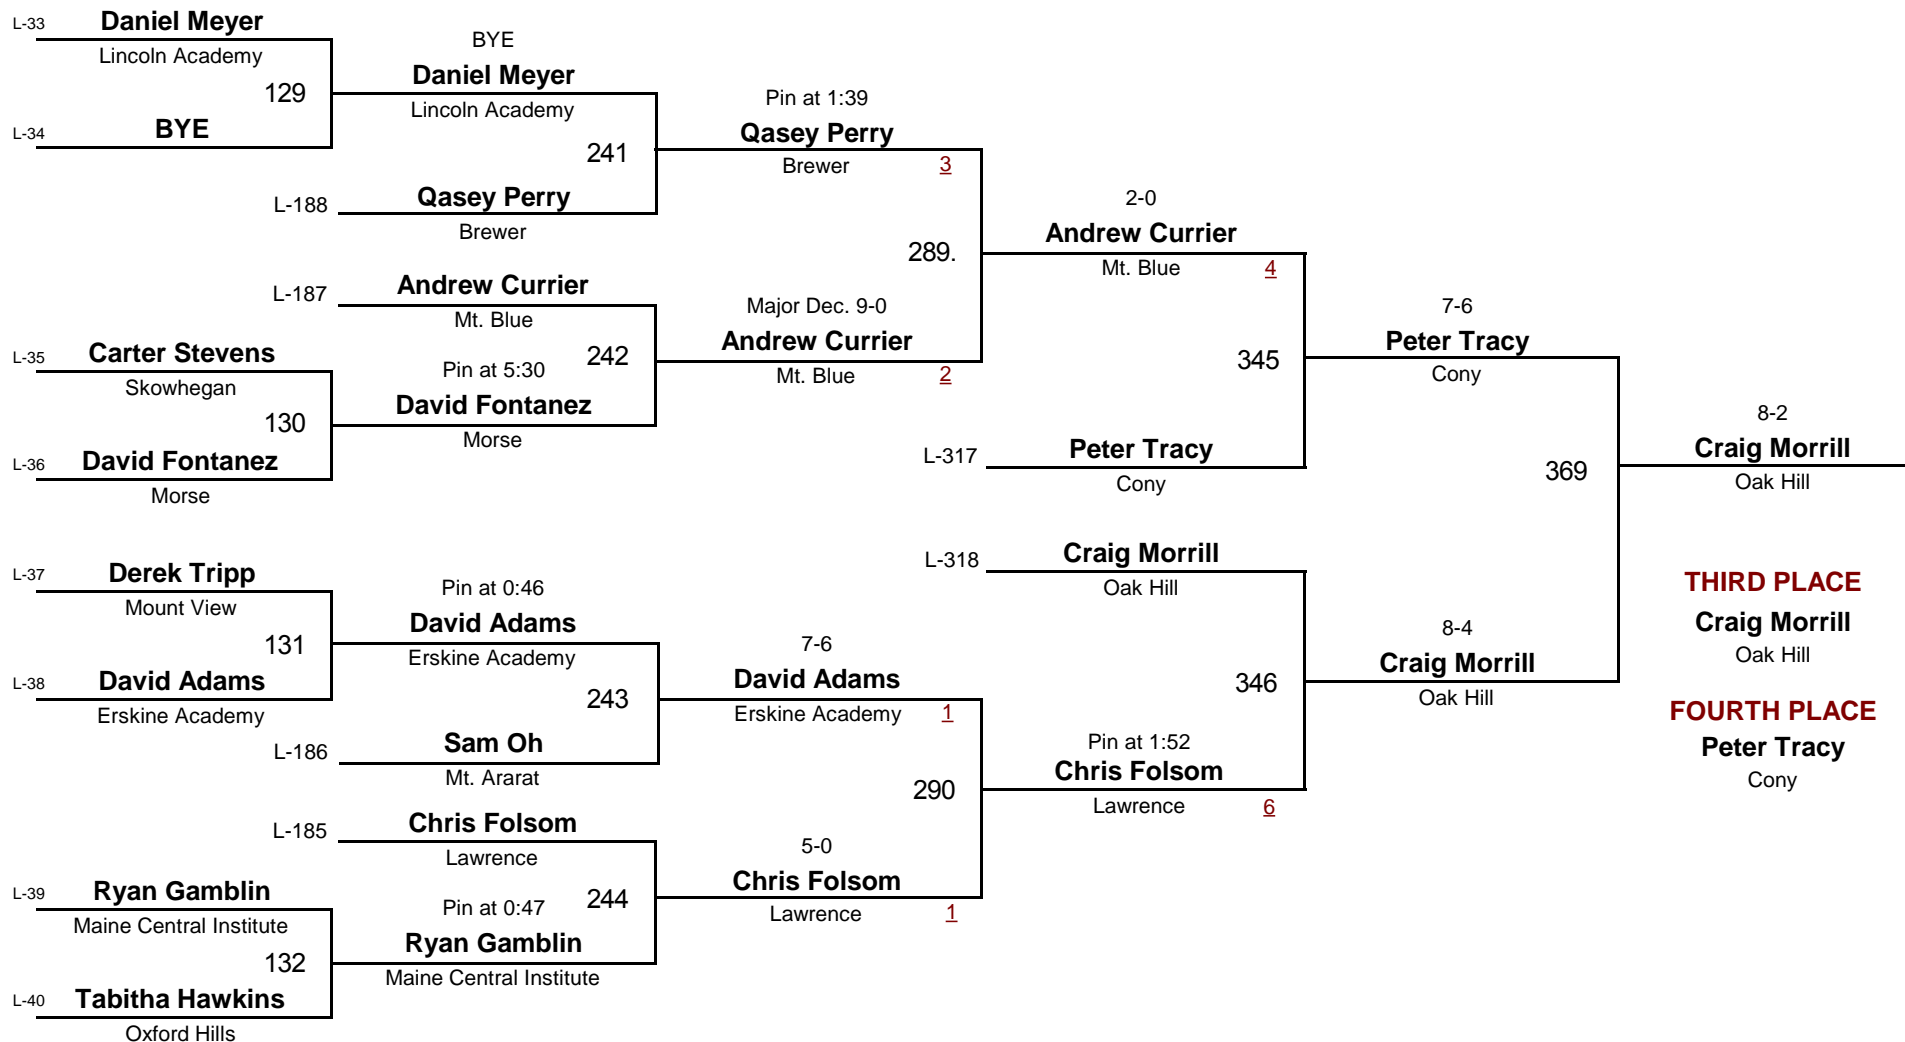 L-33 Daniel Meyer
Lincoln Academy
129
L-34 BYE
BYE
Daniel Meyer
Lincoln Academy
241
L-188 Qasey Perry
Brewer
Pin at 1:39
Qasey Perry
Brewer 3
289.
L-187 Andrew Currier
Mt. Blue
242
L-35 Carter Stevens
Skowhegan
130
L-36 David Fontanez
Morse
Pin at 5:30
David Fontanez
Morse
Major Dec. 9-0
Andrew Currier
Mt. Blue 2
2-0
Andrew Currier
Mt. Blue 4
345
L-317 Peter Tracy
Cony
7-6
Peter Tracy
Cony
369
8-2
Craig Morrill
Oak Hill
L-37 Derek Tripp
Mount View
131
L-38 David Adams
Erskine Academy
Pin at 0:46
David Adams
Erskine Academy
243
L-186 Sam Oh
Mt. Ararat
7-6
David Adams
Erskine Academy 1
290
L-185 Chris Folsom
Lawrence
244
L-39 Ryan Gamblin
Maine Central Institute
132
L-40 Tabitha Hawkins
Oxford Hills
Pin at 0:47
Ryan Gamblin
Maine Central Institute
5-0
Chris Folsom
Lawrence 1
L-318 Craig Morrill
Oak Hill
346
Pin at 1:52
Chris Folsom
Lawrence 6
8-4
Craig Morrill
Oak Hill
THIRD PLACE
Craig Morrill
Oak Hill
FOURTH PLACE
Peter Tracy
Cony